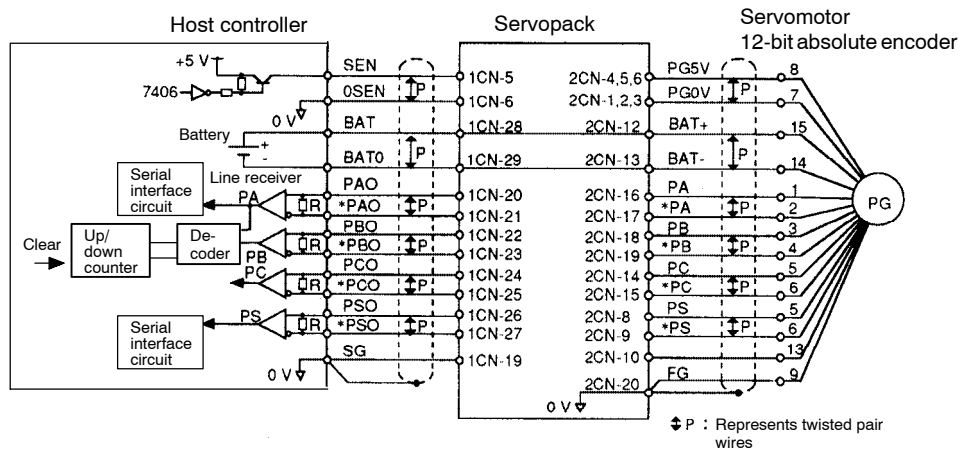 Host controller
Servopack
Servomotor
12-bit absolute encoder
+5 V
7406
0 V
Battery
+
-
Line receiver
Serial
interface
circuit
PA
R
Clear
Up/
down
counter
De-
coder
PB
R
PC
R
PS
R
Serial
interface
circuit
0 V
SEN
0SEN
P
BAT
BAT0
P
PAO
*PAO
P
PBO
*PBO
P
PCO
*PCO
P
PSO
*PSO
P
SG
1CN-5
1CN-6
1CN-28
1CN-29
1CN-20
1CN-21
1CN-22
1CN-23
1CN-24
1CN-25
1CN-26
1CN-27
1CN-19
2CN-4,5,6
2CN-1,2,3
2CN-12
2CN-13
2CN-16
2CN-17
2CN-18
2CN-19
2CN-14
2CN-15
2CN-8
2CN-9
2CN-10
2CN-20
0 V
PG5V
PG0V
P
BAT+
BAT-
P
PA
*PA
P
PB
*PB
P
PC
*PC
P
PS
*PS
P
FG
8
7
15
14
1
2
3
4
5
6
5
6
13
9
PG
P : Represents twisted pair
wires